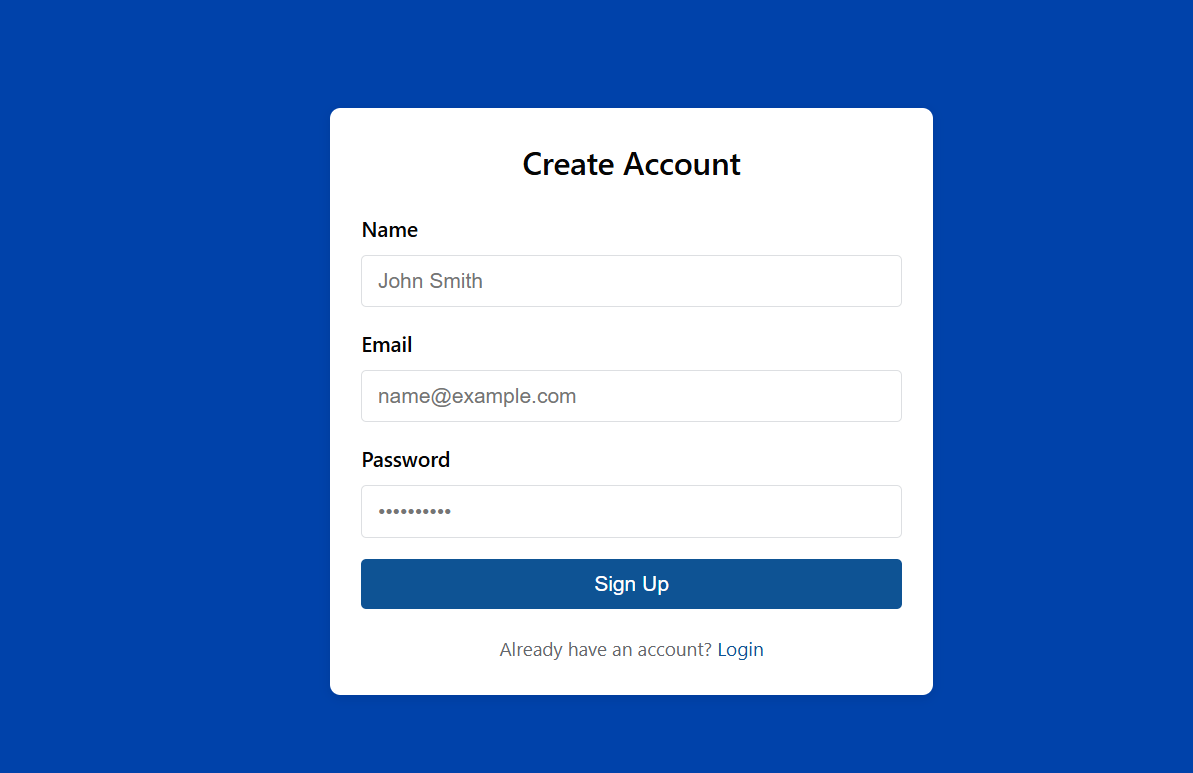 Create Account
Name
John Smith
Email
name@example.com
Password
••••••••••
Sign Up
Already have an account? Login